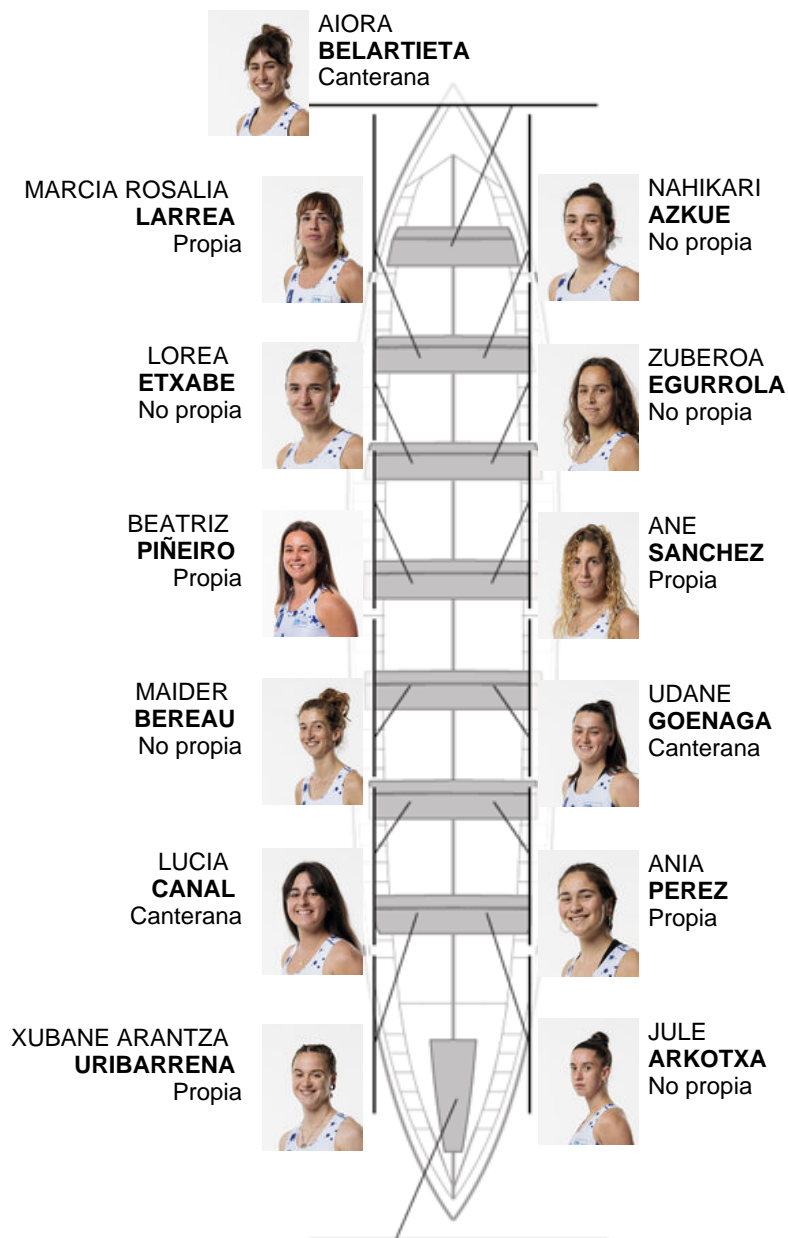 AIORA
BELARTIETA
Canterana
MARCIA ROSALIA
LARREA
Propia
NAHIKARI
AZKUE
No propia
LOREA
ETXABE
No propia
ZUBEROA
EGURROLA
No propia
BEATRIZ
PIÑEIRO
Propia
ANE
SANCHEZ
Propia
MAIDER
BEREAU
No propia
UDANE
GOENAGA
Canterana
LUCIA
CANAL
Canterana
ANIA
PEREZ
Propia
XUBANE ARANTZA
URIBARRENA
Propia
JULE
ARKOTXA
No propia